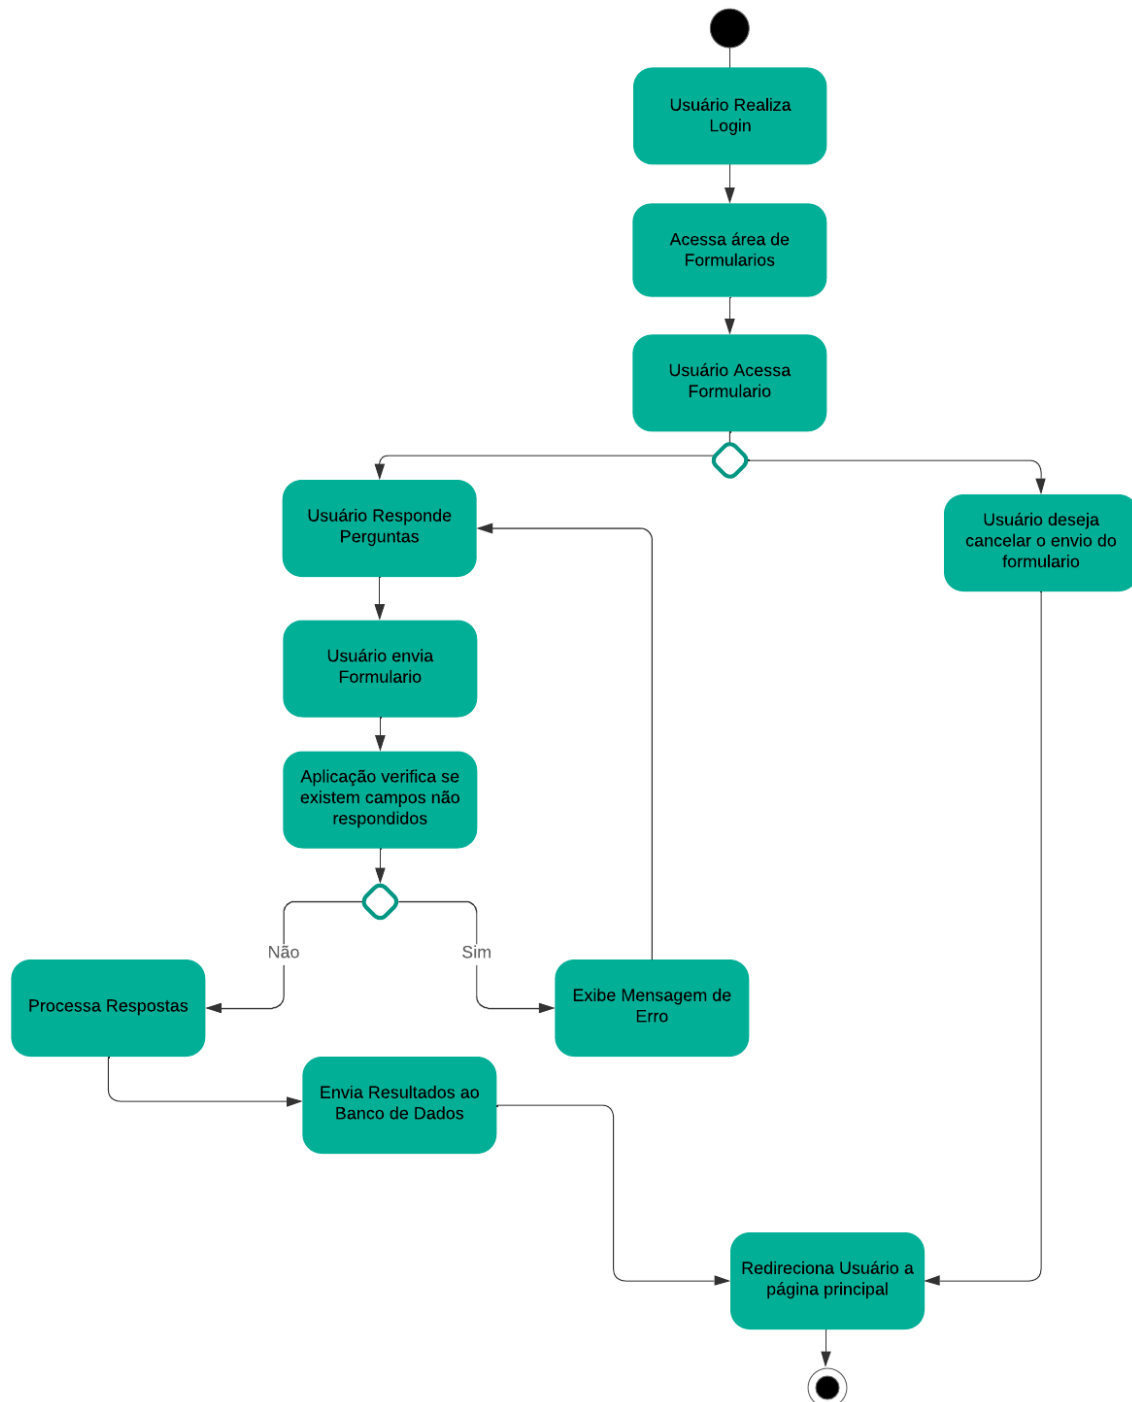 Usuário Realiza
Login
Acessa área de
Formularios
Usuário Acessa
Formulario
Usuário Responde
Perguntas
Usuário deseja
cancelar o envio do
formulario
Usuário envia
Formulario
Aplicação verifica se
existem campos não
respondidos
Não
Sim
Processa Respostas
Exibe Mensagem de
Erro
Envia Resultados ao
Banco de Dados
Redireciona Usuário a
página principal